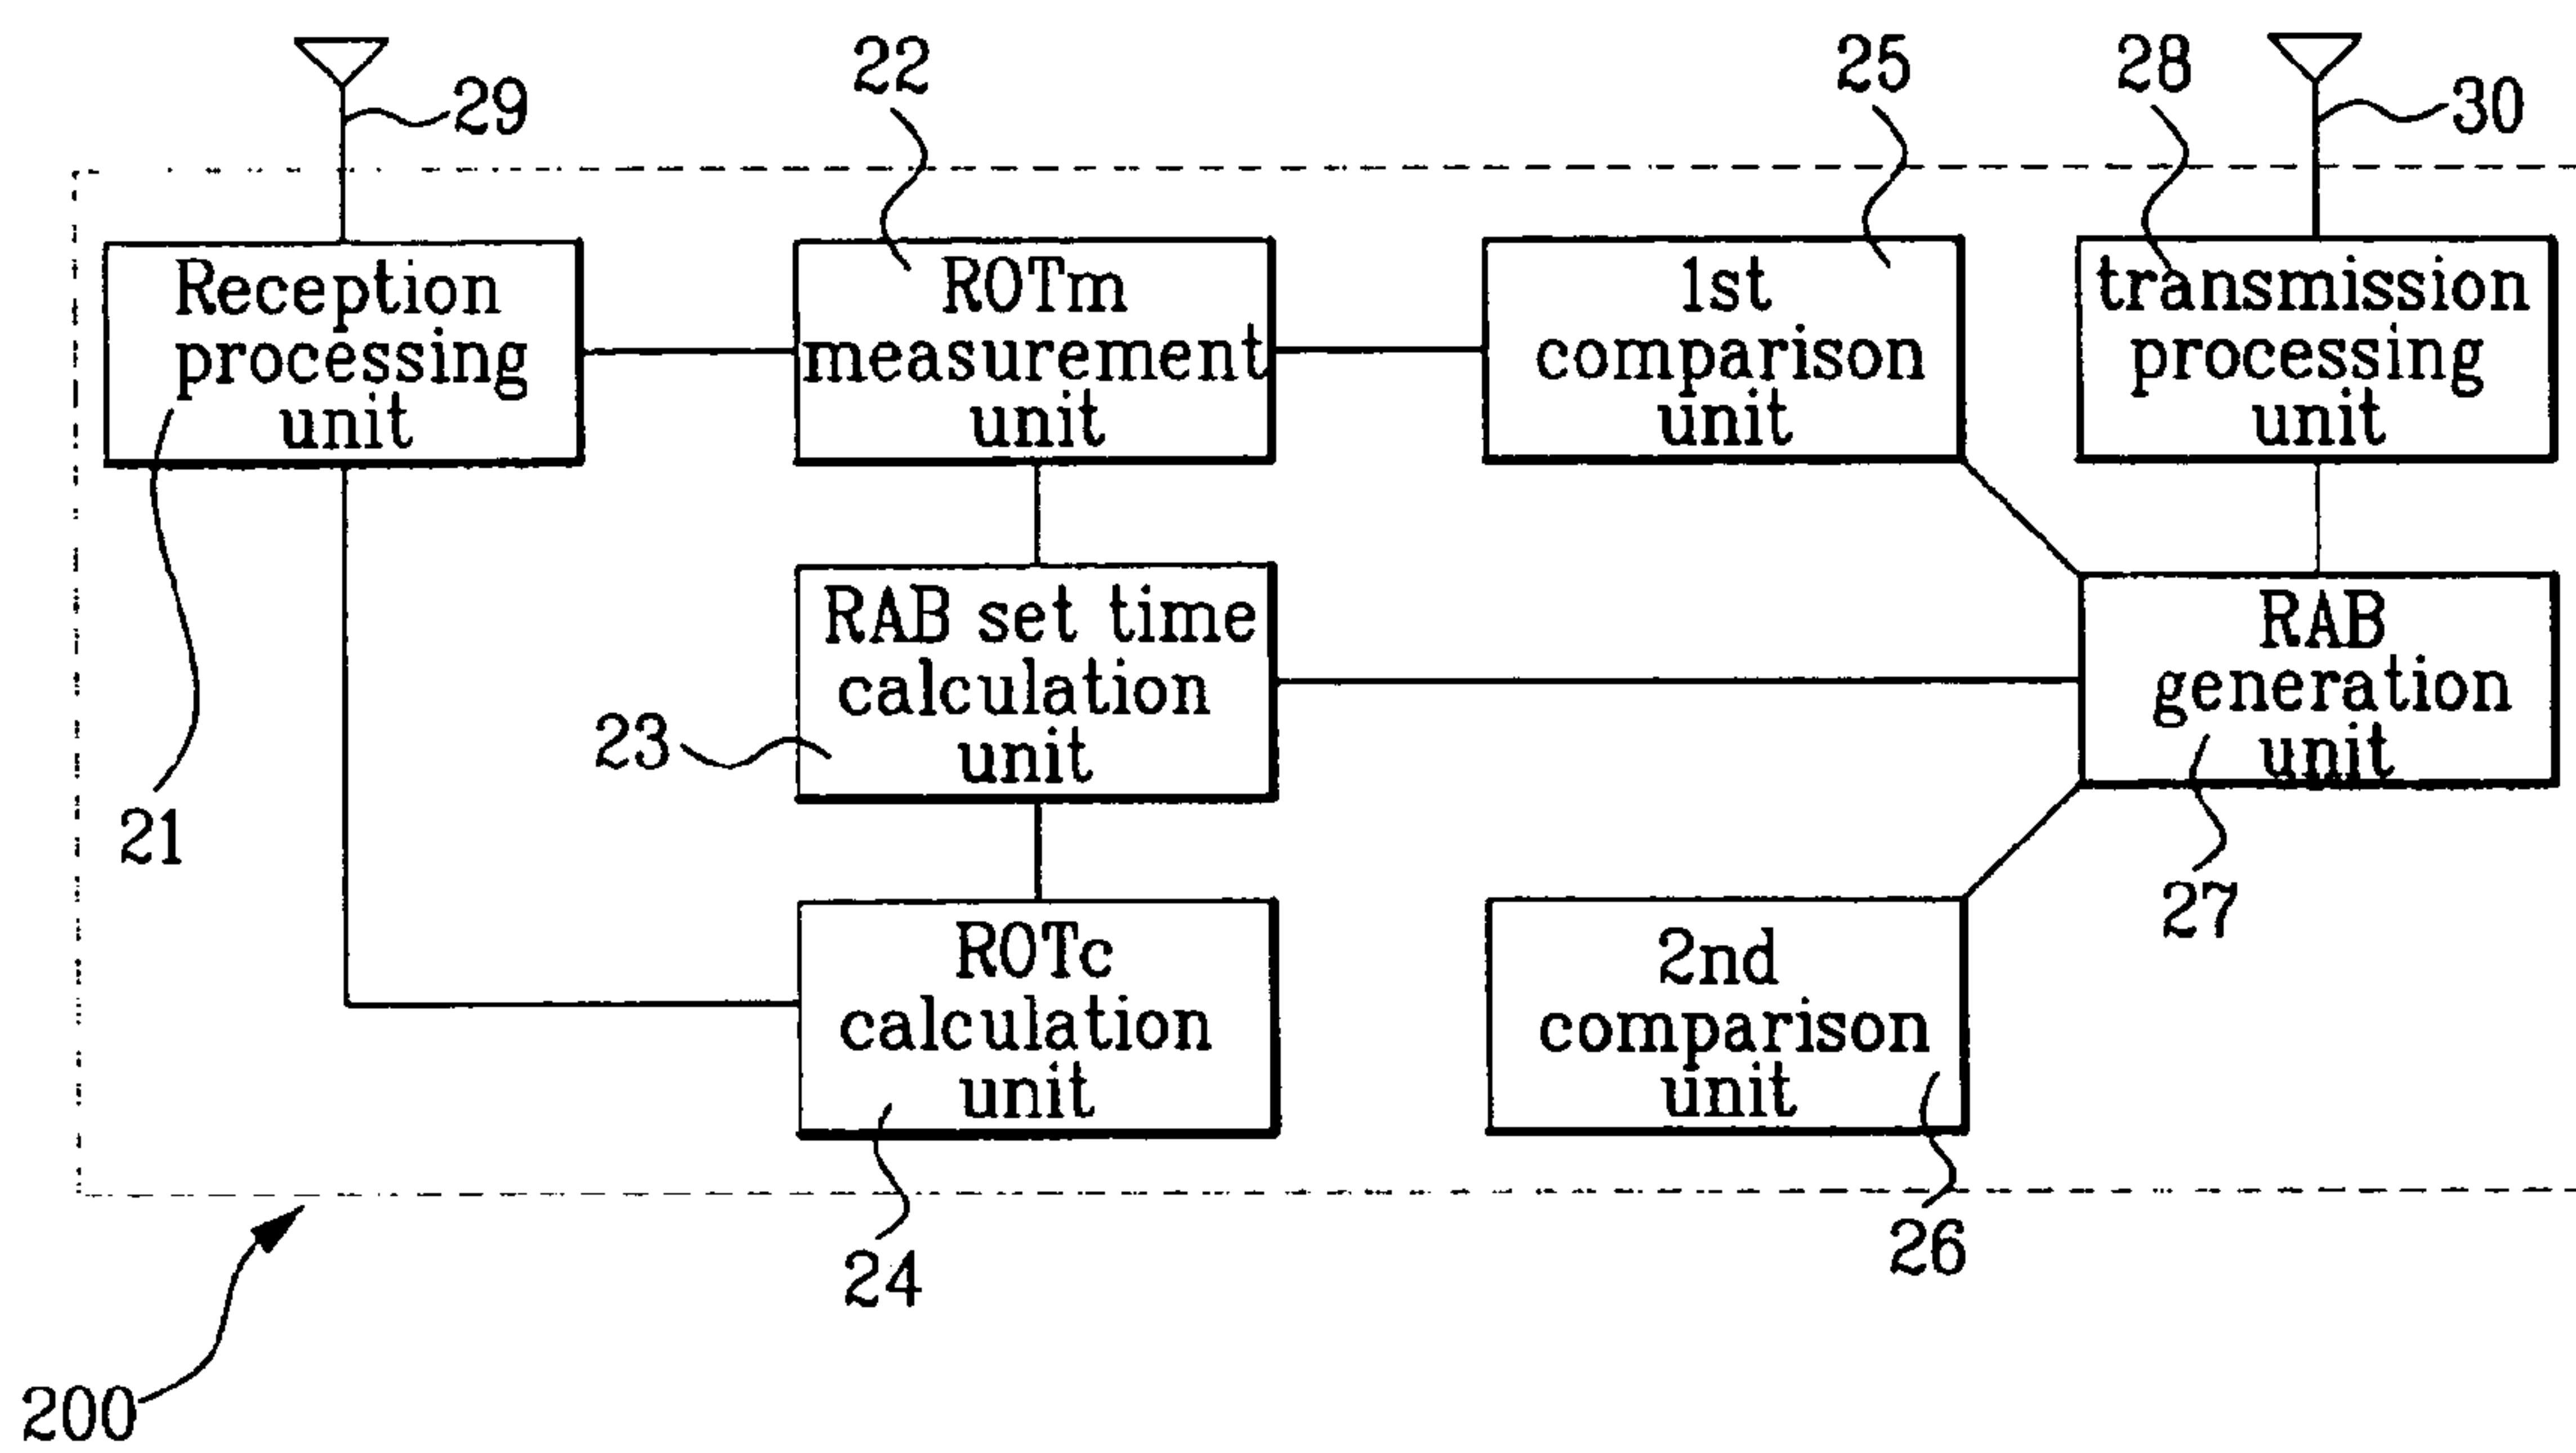 22
25
28
29
30
Reception
processing
unit
ROTm
measurement
unit
1st
comparison
unit
transmission
processing
unit
RAB set time
calculation
unit
RAB
generation
unit
23
21
27
ROTc
calculation
unit
2nd
comparison
unit
24
26
200